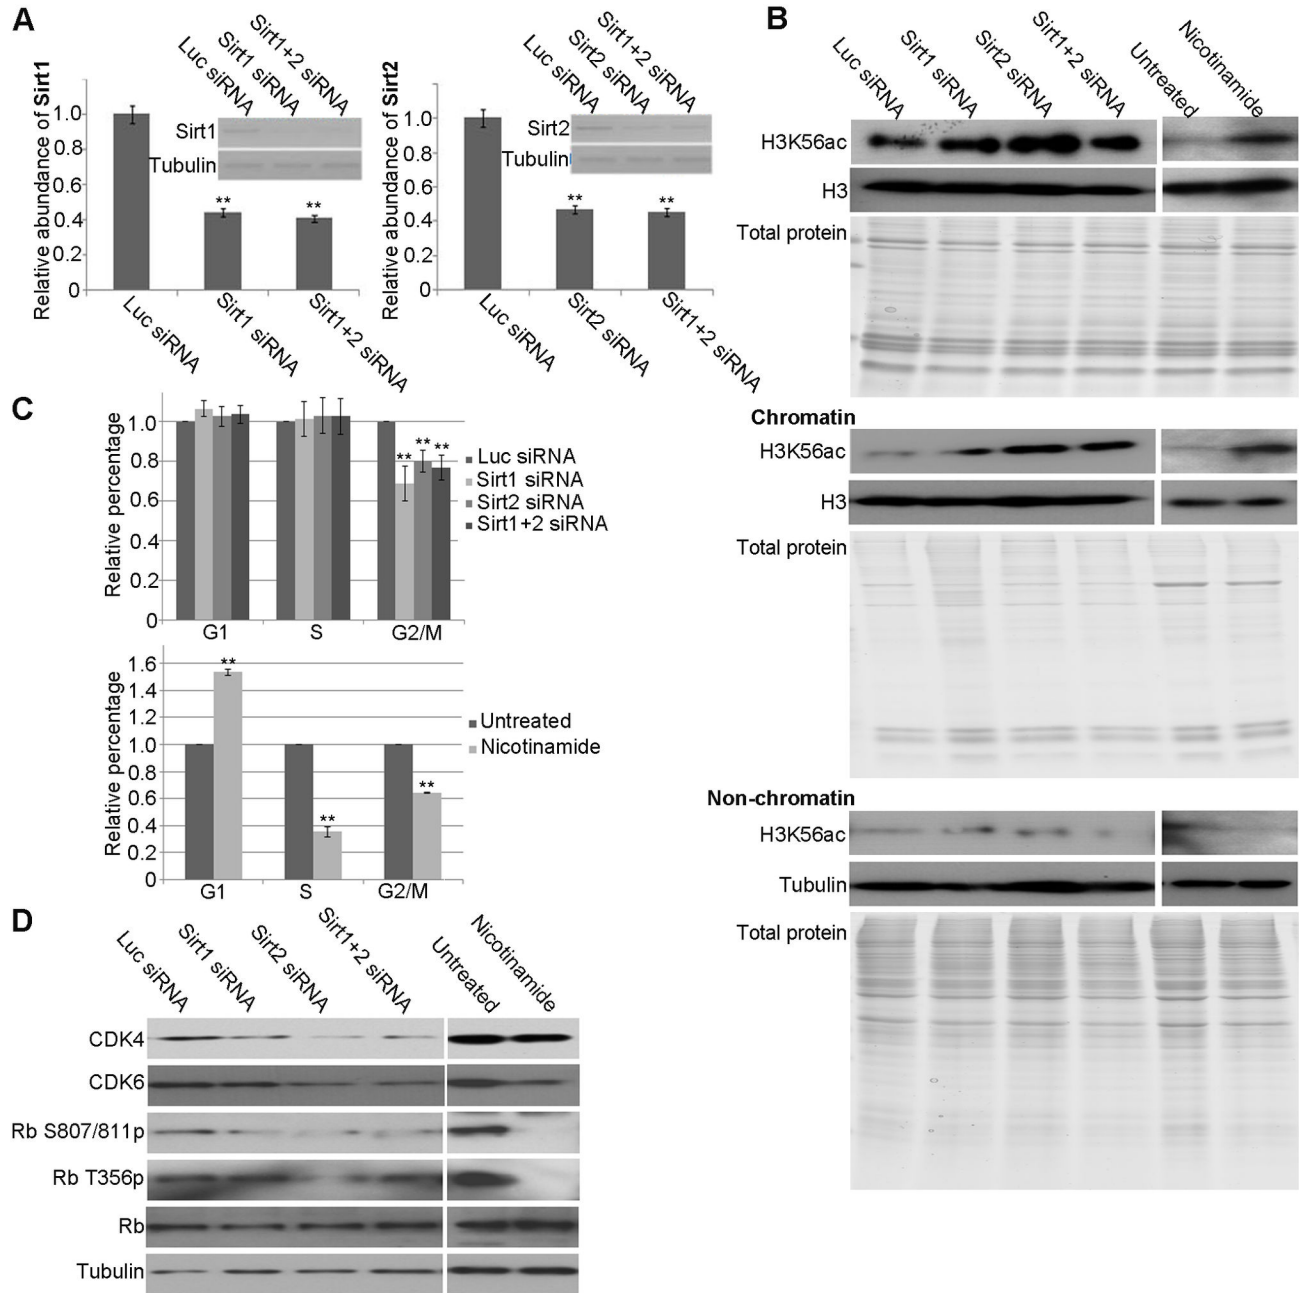 A
Relative abundance of Sirt1
1.0
0.8
0.6
0.4
0.2
0
Luc siRNA
Sirt1 siRNA
Sirt1+2 siRNA
Sirt1
Tubulin
**
**
Luc siRNA
Sirt1 siRNA
Sirt1+2 siRNA
Relative abundance of Sirt2
1.0
0.8
0.6
0.4
0.2
0
Luc siRNA
Sirt2 siRNA
Sirt1+2 siRNA
Sirt2
Tubulin
**
**
Luc siRNA
Sirt2 siRNA
Sirt1+2 siRNA
B
Luc siRNA
Sirt1 siRNA
Sirt2 siRNA
Sirt1+2 siRNA
Untreated
Nicotinamide
H3K56ac
H3
Total protein
Chromatin
H3K56ac
H3
Total protein
Non-chromatin
H3K56ac
Tubulin
Total protein
C
Relative percentage
1.0
0.8
0.6
0.4
0.2
0
** ** **
G1 S G2/M
Luc siRNA
Sirt1 siRNA
Sirt2 siRNA
Sirt1+2 siRNA
Relative percentage
1.6
1.4
1.2
1.0
0.8
0.6
0.4
0.2
0
**
**
**
G1 S G2/M
Untreated
Nicotinamide
D
Luc siRNA
Sirt1 siRNA
Sirt2 siRNA
Sirt1+2 siRNA
Untreated
Nicotinamide
CDK4
CDK6
Rb S807/811p
Rb T356p
Rb
Tubulin